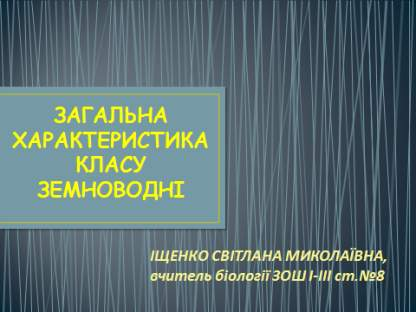 ЗАГАЛЬНА
ХАРАКТЕРИСТИКА
КЛАСУ
ЗЕМНОВОДНІ
ІЩЕНКО СВІТЛАНА МИКОЛАЇВНА,
вчитель біології ЗОШ І-ІІІ ст.№8